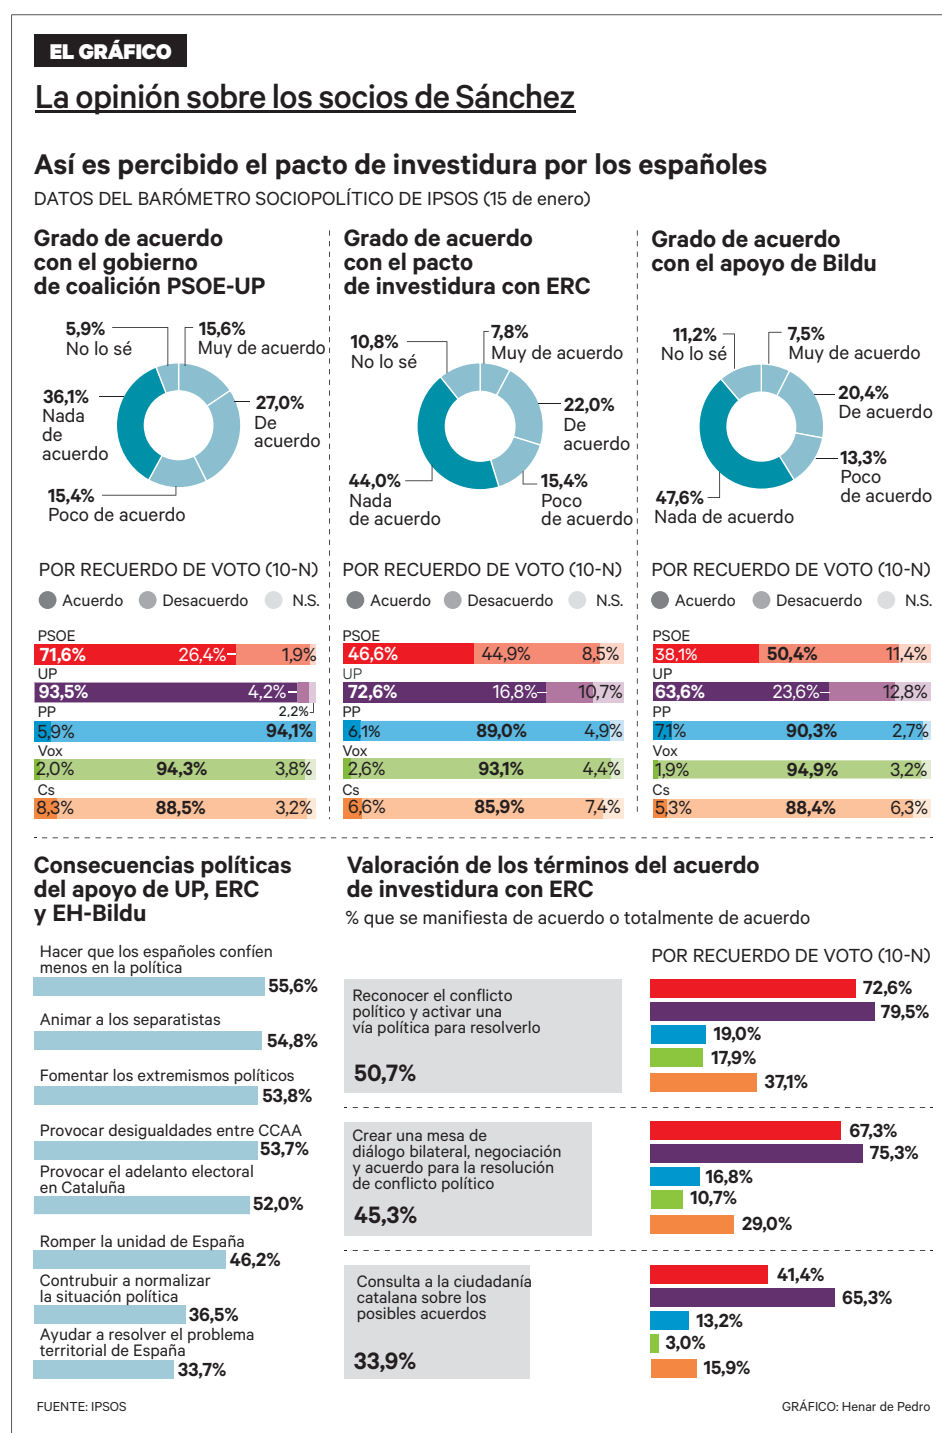 EL GRÁFICO
La opinión sobre los socios de Sánchez
Así es percibido el pacto de investidura por los españoles
DATOS DEL BARÓMETRO SOCIOPOLÍTICO DE IPSOS (15 de enero)
Grado de acuerdo
con el gobierno
de coalición PSOE-UP
5,9%
No lo sé
15,6%
Muy de acuerdo
36,1%
Nada
de
acuerdo
27,0%
De
acuerdo
15,4%
Poco de acuerdo
POR RECUERDO DE VOTO (10-N)
Acuerdo Desacuerdo N.S.
PSOE
71,6% 26,4% 1,9%
UP
93,5% 4,2%
2,2%
PP
5,9% 94,1%
Vox
2,0% 94,3% 3,8%
Cs
8,3% 88,5% 3,2%
Grado de acuerdo
con el pacto
de investidura con ERC
10,8%
No lo sé
7,8%
Muy de acuerdo
22,0%
De
acuerdo
44,0%
Nada
de acuerdo
15,4%
Poco
de acuerdo
POR RECUERDO DE VOTO (10-N)
Acuerdo Desacuerdo N.S.
PSOE
46,6% 44,9% 8,5%
UP
72,6% 16,8% 10,7%
PP
6,1% 89,0% 4,9%
Vox
2,6% 93,1% 4,4%
Cs
6,6% 85,9% 7,4%
Grado de acuerdo
con el apoyo de Bildu
11,2%
No lo sé
7,5%
Muy de acuerdo
20,4%
De acuerdo
13,3%
Poco
de acuerdo
47,6%
Nada de acuerdo
POR RECUERDO DE VOTO (10-N)
Acuerdo Desacuerdo N.S.
PSOE
38,1% 50,4% 11,4%
UP
63,6% 23,6% 12,8%
PP
7,1% 90,3% 2,7%
Vox
1,9% 94,9% 3,2%
Cs
5,3% 88,4% 6,3%
Consecuencias políticas
del apoyo de UP, ERC
y EH-Bildu
Hacer que los españoles confíen
menos en la política
55,6%
Animar a los separatistas
54,8%
Fomentar los extremismos políticos
53,8%
Provocar desigualdades entre CCAA
53,7%
Provocar el adelanto electoral
en Cataluña
52,0%
Romper la unidad de España
46,2%
Contrubuir a normalizar
la situación política
36,5%
Ayudar a resolver el problema
territorial de España
33,7%
Valoración de los términos del acuerdo
de investidura con ERC
% que se manifiesta de acuerdo o totalmente de acuerdo
POR RECUERDO DE VOTO (10-N)
Reconocer el conflicto
político y activar una
vía política para resolverlo
50,7%
72,6%
79,5%
19,0%
17,9%
37,1%
Crear una mesa de
diálogo bilateral, negociación
y acuerdo para la resolución
de conflicto político
45,3%
67,3%
75,3%
16,8%
10,7%
29,0%
Consulta a la ciudadanía
catalana sobre los
posibles acuerdos
33,9%
41,4%
65,3%
13,2%
3,0%
15,9%
FUENTE: IPSOS
GRÁFICO: Henar de Pedro